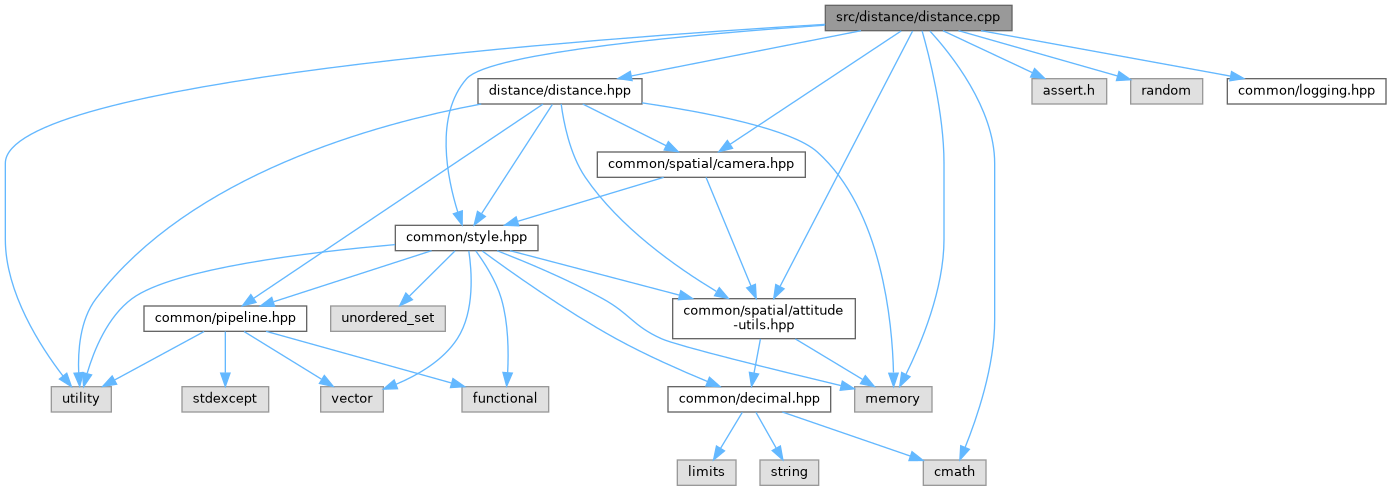 src/distance/distance.cpp
distance/distance.hpp
assert.h
random
common/logging.hpp
common/spatial/camera.hpp
common/style.hpp
common/pipeline.hpp
unordered_set
common/spatial/attitude
-utils.hpp
utility
stdexcept
vector
functional
common/decimal.hpp
memory
limits
string
cmath